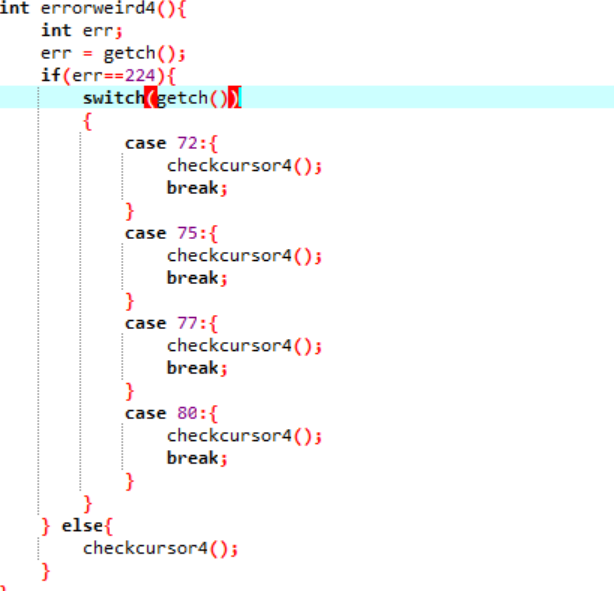 int errorweird4(){
    int err;
    err = getch();
    if(err==224){
        switch(getch())
        {
            case 72:{
                checkcursor4();
                break;
            }
            case 75:{
                checkcursor4();
                break;
            }
            case 77:{
                checkcursor4();
                break;
            }
            case 80:{
                checkcursor4();
                break;
            }
        }
    } else{
        checkcursor4();
    }
}